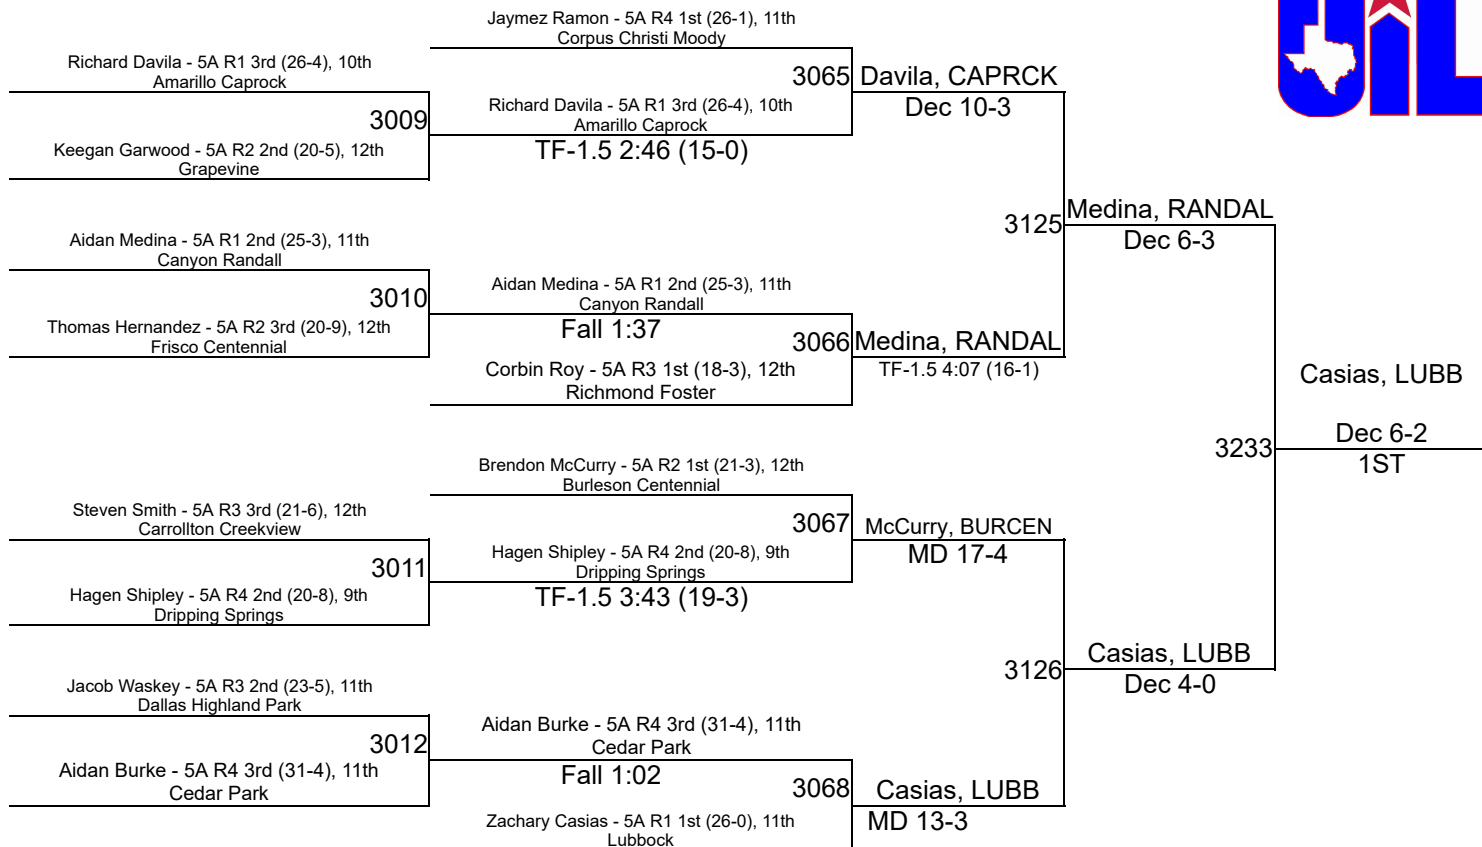 Jaymez Ramon - 5A R4 1st (26-1), 11th
Corpus Christi Moody
Richard Davila - 5A R1 3rd (26-4), 10th
Amarillo Caprock
3065 Davila, CAPRCK
Dec 10-3
Richard Davila - 5A R1 3rd (26-4), 10th
Amarillo Caprock
3009
TF-1.5 2:46 (15-0)
Keegan Garwood - 5A R2 2nd (20-5), 12th
Grapevine
3125 Medina, RANDAL
Dec 6-3
Aidan Medina - 5A R1 2nd (25-3), 11th
Canyon Randall
3010
Aidan Medina - 5A R1 2nd (25-3), 11th
Canyon Randall
Fall 1:37
Thomas Hernandez - 5A R2 3rd (20-9), 12th
Frisco Centennial
3066 Medina, RANDAL
TF-1.5 4:07 (16-1)
Corbin Roy - 5A R3 1st (18-3), 12th
Richmond Foster
Casias, LUBB
3233
Dec 6-2
1ST
Brendon McCurry - 5A R2 1st (21-3), 12th
Burleson Centennial
Steven Smith - 5A R3 3rd (21-6), 12th
Carrollton Creekview
3067 McCurry, BURCEN
MD 17-4
3011
Hagen Shipley - 5A R4 2nd (20-8), 9th
Dripping Springs
TF-1.5 3:43 (19-3)
Hagen Shipley - 5A R4 2nd (20-8), 9th
Dripping Springs
3126 Casias, LUBB
Dec 4-0
Jacob Waskey - 5A R3 2nd (23-5), 11th
Dallas Highland Park
3012
Aidan Burke - 5A R4 3rd (31-4), 11th
Cedar Park
Fall 1:02
Aidan Burke - 5A R4 3rd (31-4), 11th
Cedar Park
3068 Casias, LUBB
MD 13-3
Zachary Casias - 5A R1 1st (26-0), 11th
Lubbock
UiL